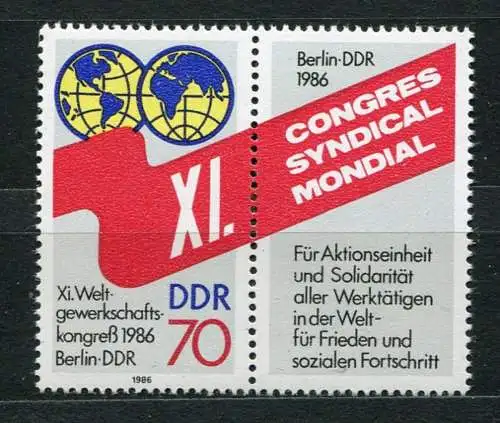 XI.
Xi. Welt-
gewerkschafts-
kongreß 1986
Berlin·DDR
DDR
70
1986
Berlin·DDR
1986
CONGRES
SYNDICAL
MONDIAL
Für Aktionseinheit
und Solidarität
aller Werktätigen
in der Welt-
für Frieden und
sozialen Fortschritt